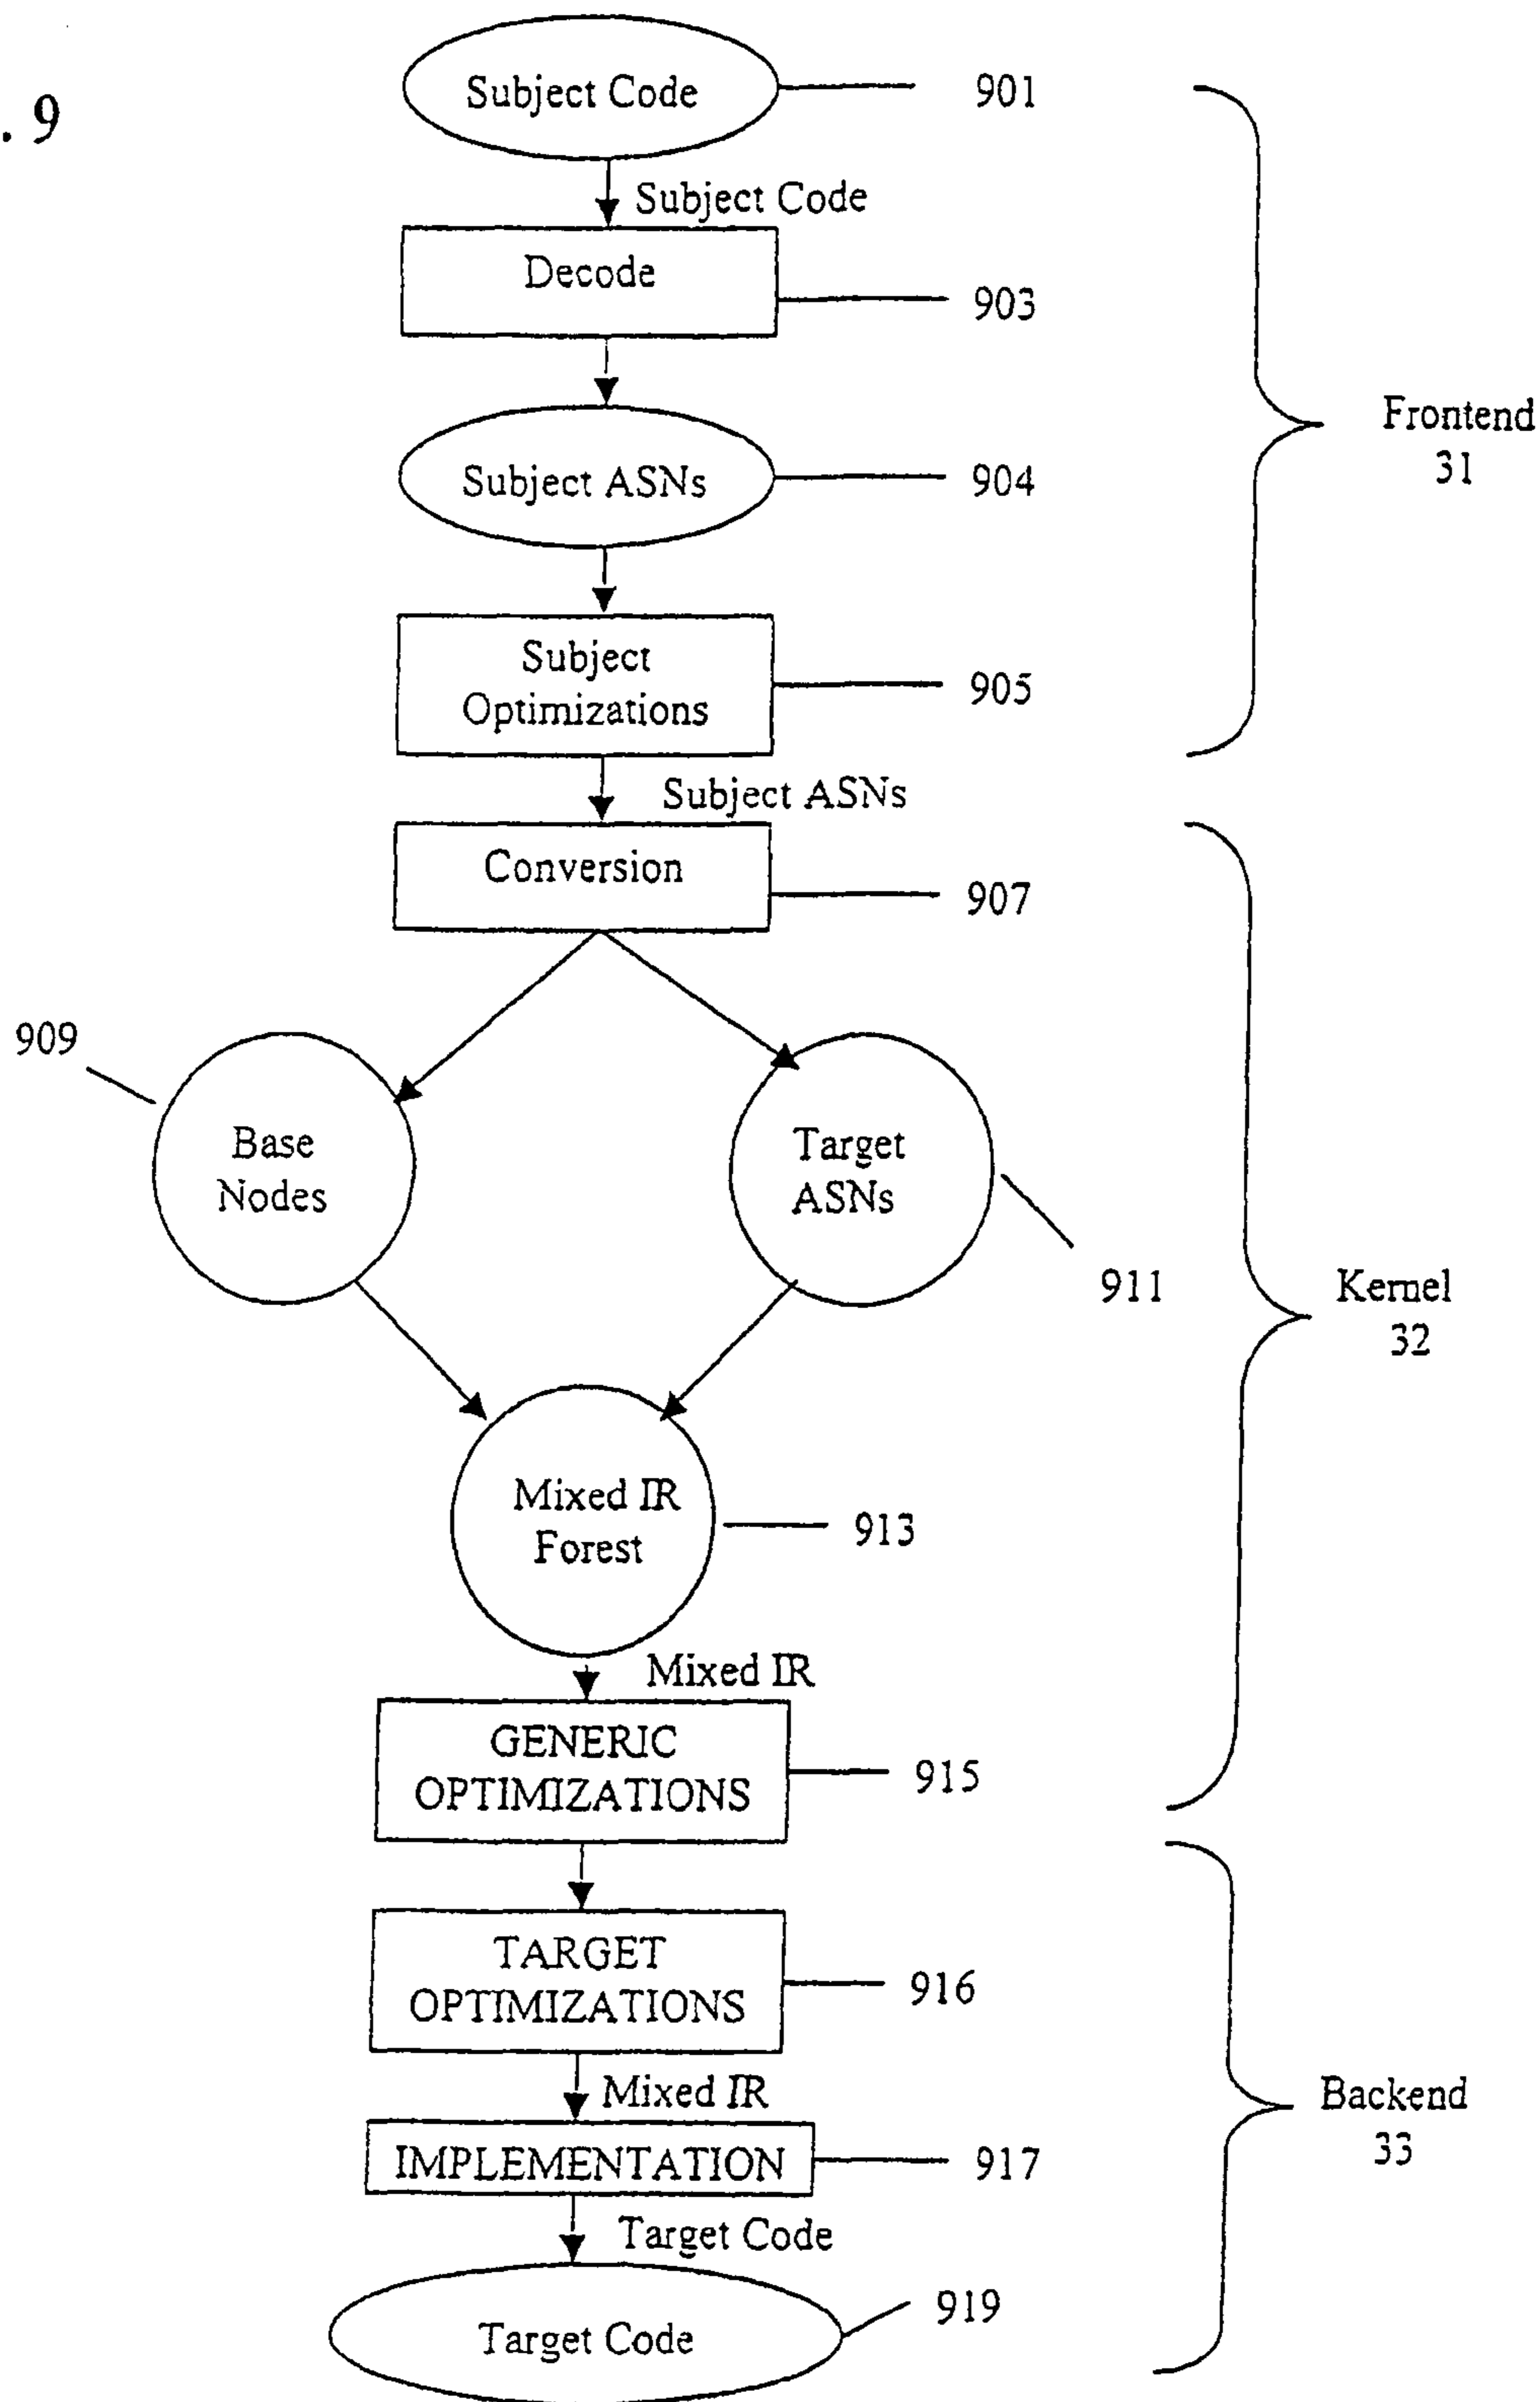 . 9
Subject Code
901
Subject Code
Decode
903
Subject ASNs
904
Frontend
31
Subject
Optimizations
905
Subject ASNs
Conversion
907
909
Base
Nodes
Target
ASNs
911
Kernel
32
Mixed IR
Forest
913
Mixed IR
GENERIC
OPTIMIZATIONS
915
TARGET
OPTIMIZATIONS
916
Mixed IR
IMPLEMENTATION
917
Backend
33
Target Code
Target Code
919